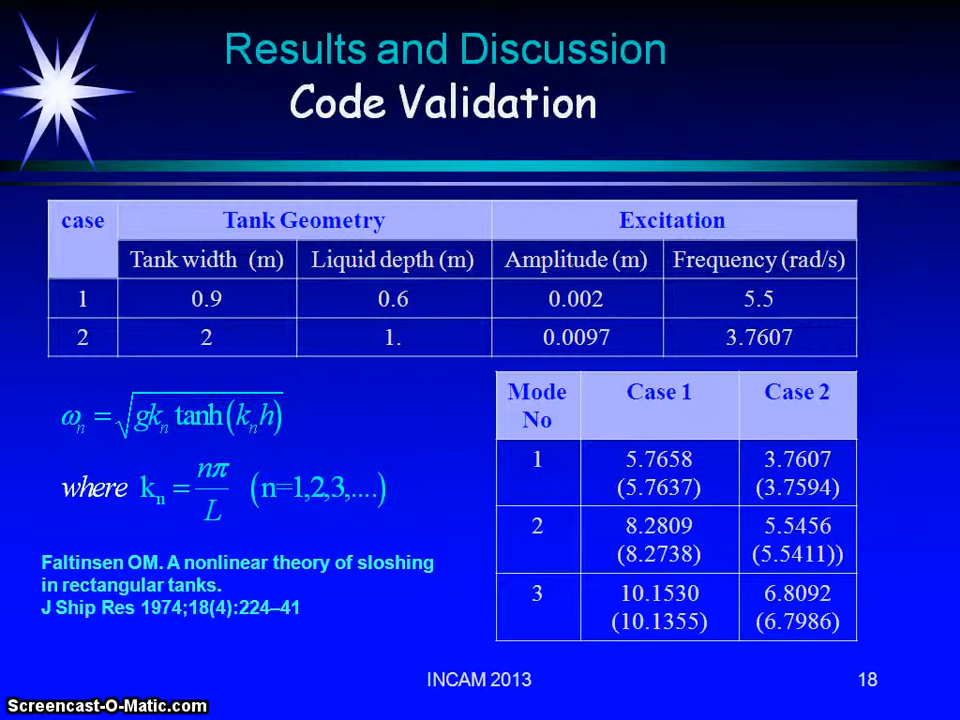 Results and Discussion
Code Validation
case Tank Geometry Excitation
Tank width (m) Liquid depth (m) Amplitude (m) Frequency (rad/s)
1 0.9 0.6 0.002 5.5
2 2 1. 0.0097 3.7607
ωₙ = √(gkₙ tanh(kₙh))
where kₙ = nπ/L (n=1,2,3,....)
Faltinsen OM. A nonlinear theory of sloshing
in rectangular tanks.
J Ship Res 1974;18(4):224–41
Mode Case 1 Case 2
No
1 5.7658 3.7607
(5.7637) (3.7594)
2 8.2809 5.5456
(8.2738) (5.5411))
3 10.1530 6.8092
(10.1355) (6.7986)
INCAM 2013 18
Screencast-O-Matic.com